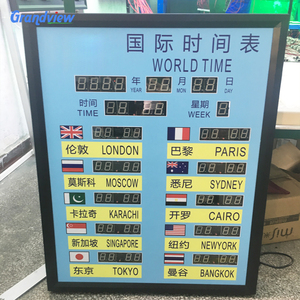 Grandview
国际时间表
WORLD TIME
年 月 日
YEAR MON DAY
时间 星期
TIME WEEK
伦敦 LONDON 巴黎 PARIS
莫斯科 MOSCOW 悉尼 SYDNEY
卡拉奇 KARACHI 开罗 CAIRO
新加坡 SINGAPORE 纽约 NEWYORK
东京 TOKYO 曼谷 BANGKOK